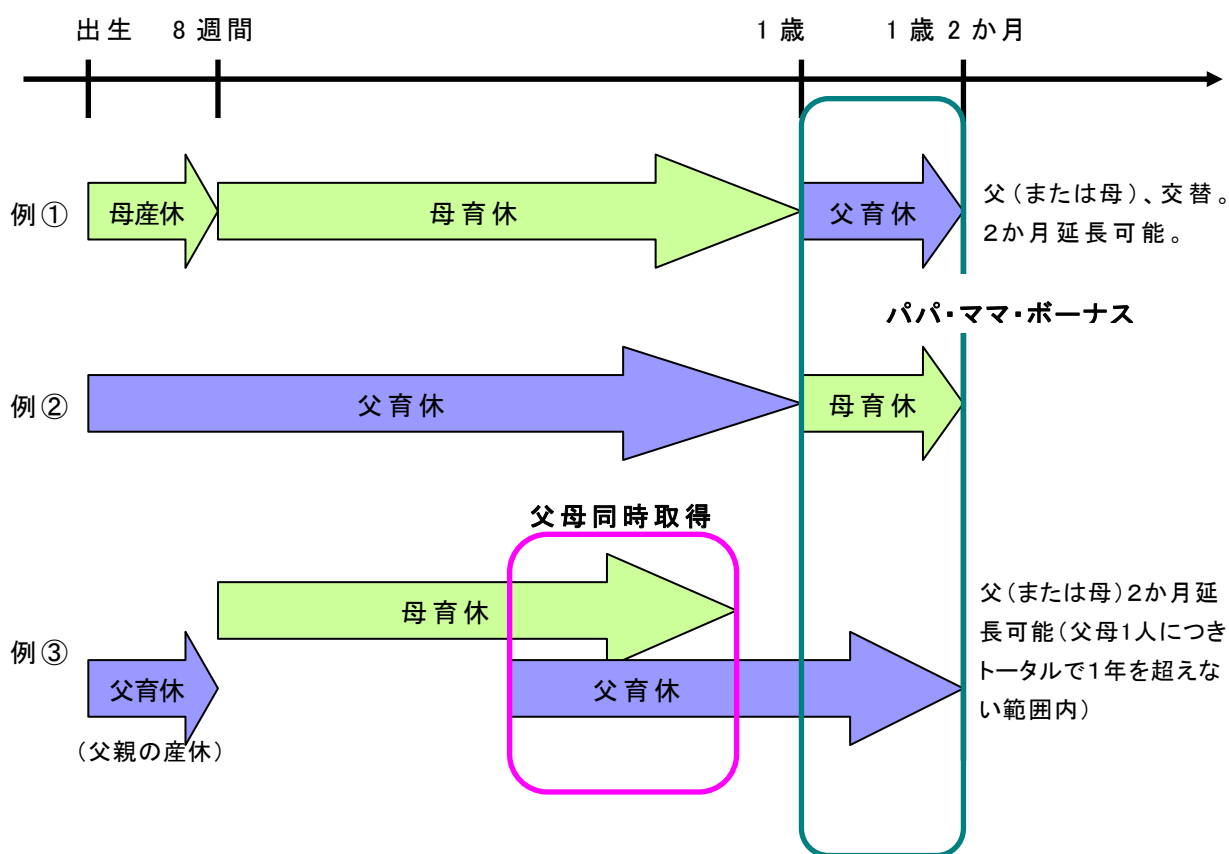 出生 8週間 1歳 1歳2か月
例①
母産休
母育休
父育休
父（または母）、交替。
2か月延長可能。
パパ・ママ・ボーナス
例②
父育休
母育休
父母同時取得
例③
母育休
父育休
父育休
（父親の産休）
父（または母）2か月延
長可能（父母1人につき
トータルで1年を超えな
い範囲内）